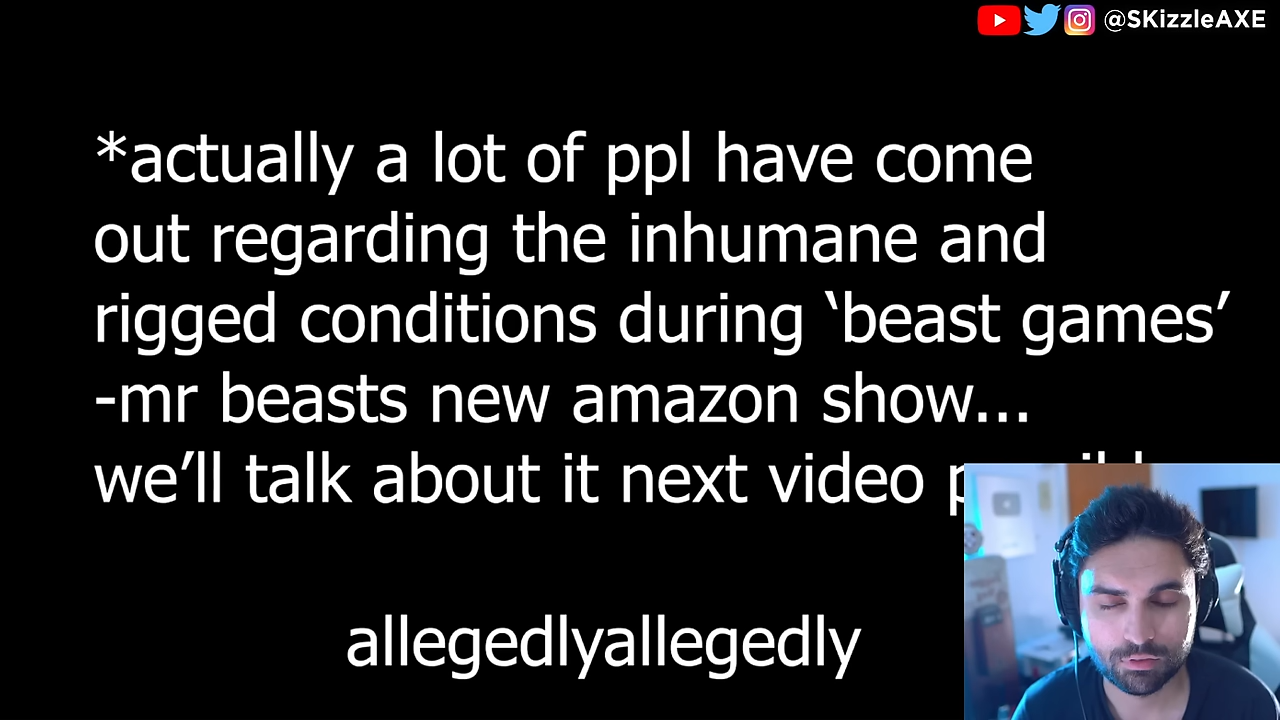 @SKizzleAXE
*actually a lot of ppl have come
out regarding the inhumane and
rigged conditions during ‘beast games’
-mr beasts new amazon show...
we’ll talk about it next video
allegedlyallegedly